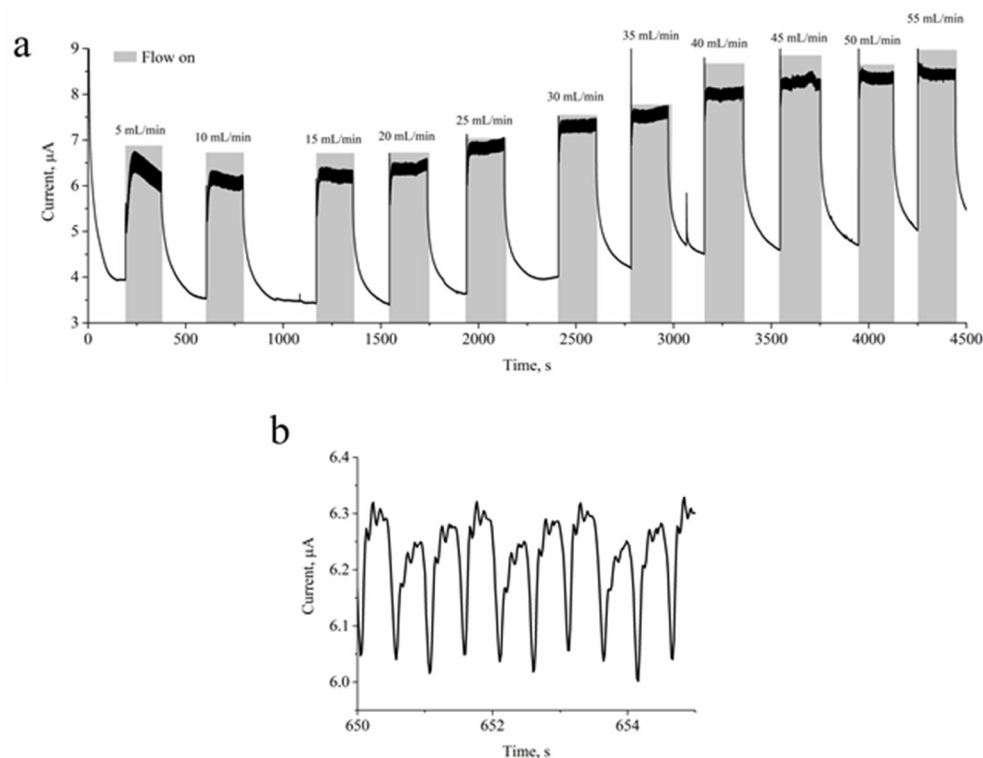 a
Flow on
5 mL/min
10 mL/min
15 mL/min
20 mL/min
25 mL/min
30 mL/min
35 mL/min
40 mL/min
45 mL/min
50 mL/min
55 mL/min
Current, μA
9
8
7
6
5
4
3
0
500
1000
1500
2000
2500
3000
3500
4000
4500
Time, s
b
Current, μA
6.4
6.3
6.2
6.1
6.0
650
652
654
Time, s